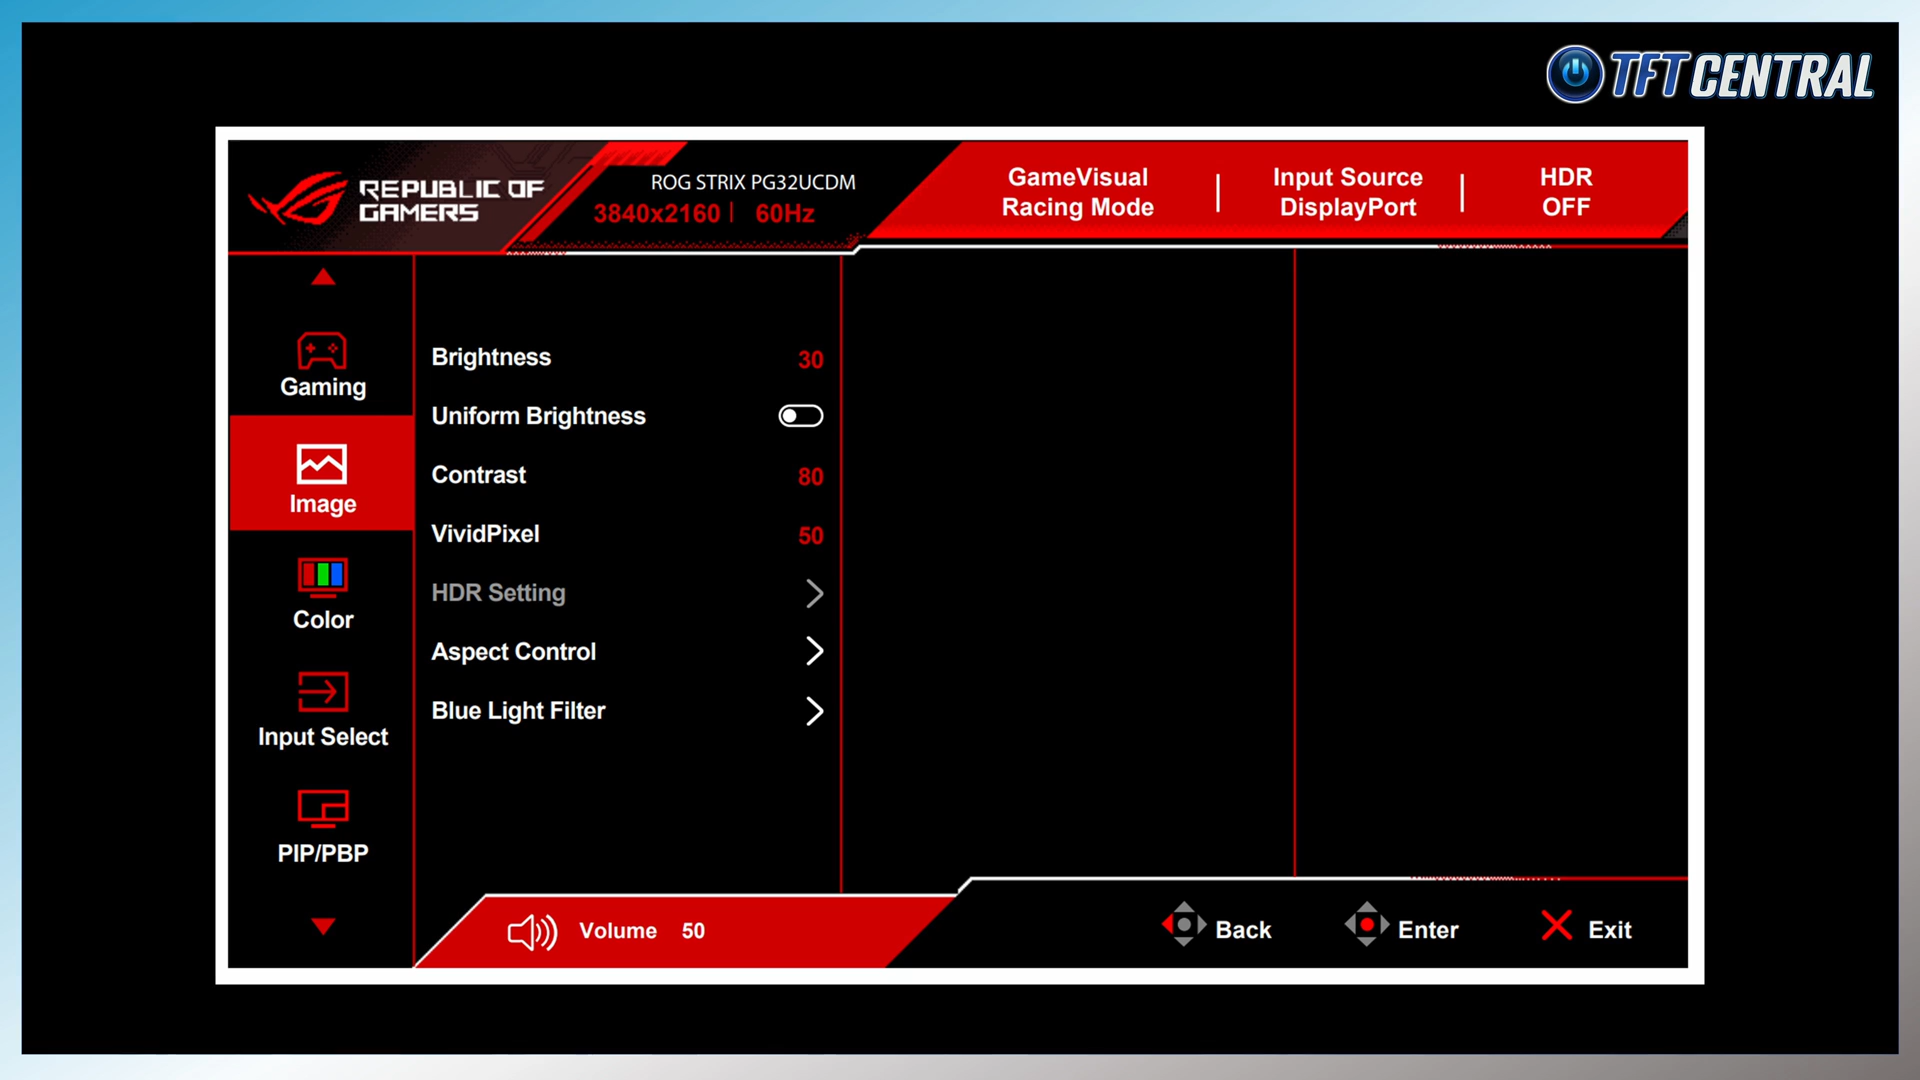 TFTCENTRAL
REPUBLIC OF
GAMERS
ROG STRIX PG32UCDM
3840x2160 | 60Hz
GameVisual
Racing Mode
Input Source
DisplayPort
HDR
OFF
Gaming
Image
Color
Input Select
PIP/PBP
Brightness 30
Uniform Brightness
Contrast 80
VividPixel 50
HDR Setting
Aspect Control
Blue Light Filter
Volume 50
Back
Enter
Exit